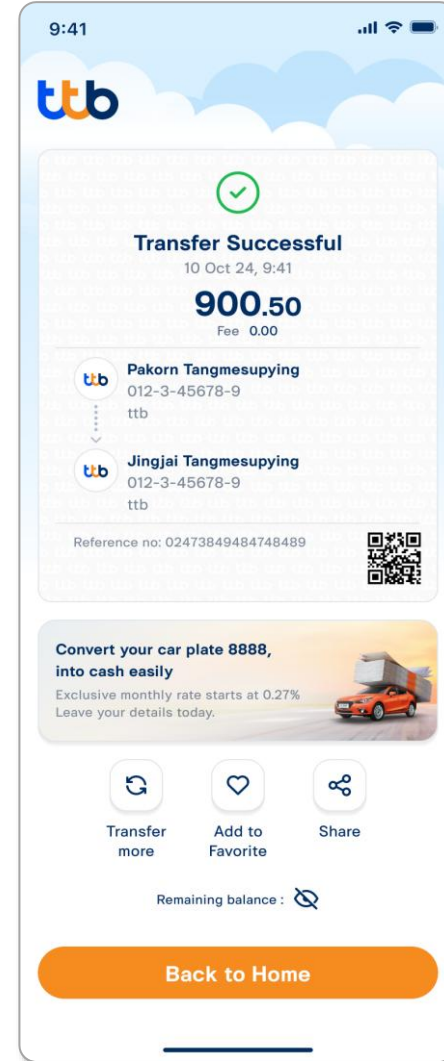 9:41
ttb
Transfer Successful
10 Oct 24, 9:41
900.50
Fee 0.00
ttb
Pakorn Tangmesupying
012-3-45678-9
ttb
ttb
Jingjai Tangmesupying
012-3-45678-9
ttb
Reference no: 02473849484748489
Convert your car plate 8888,
into cash easily
Exclusive monthly rate starts at 0.27%
Leave your details today.
Transfer
more
Add to
Favorite
Share
Remaining balance :
Back to Home